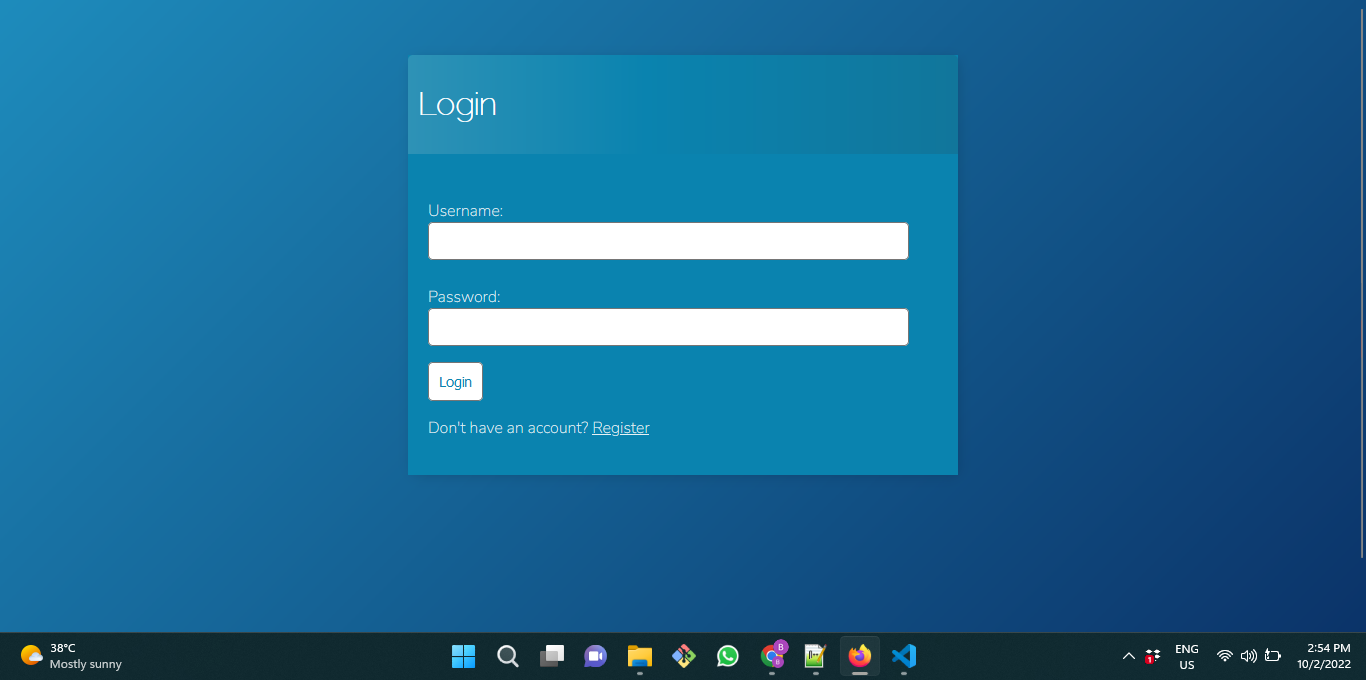 Login
Username:
Password:
Login
Don't have an account? Register
38°C
Mostly sunny
B
1
ENG
US
2:54 PM
10/2/2022